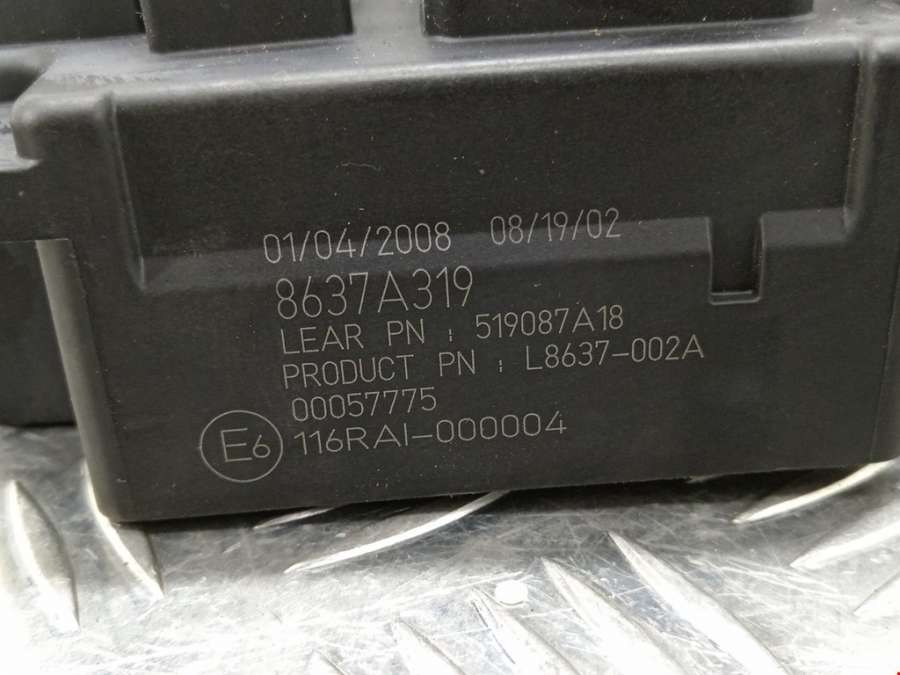 01/04/2008 08/19/02
8637A319
LEAR PN : 519087A18
PRODUCT PN : L8637-002A
00057775
E6 116RAI-000004